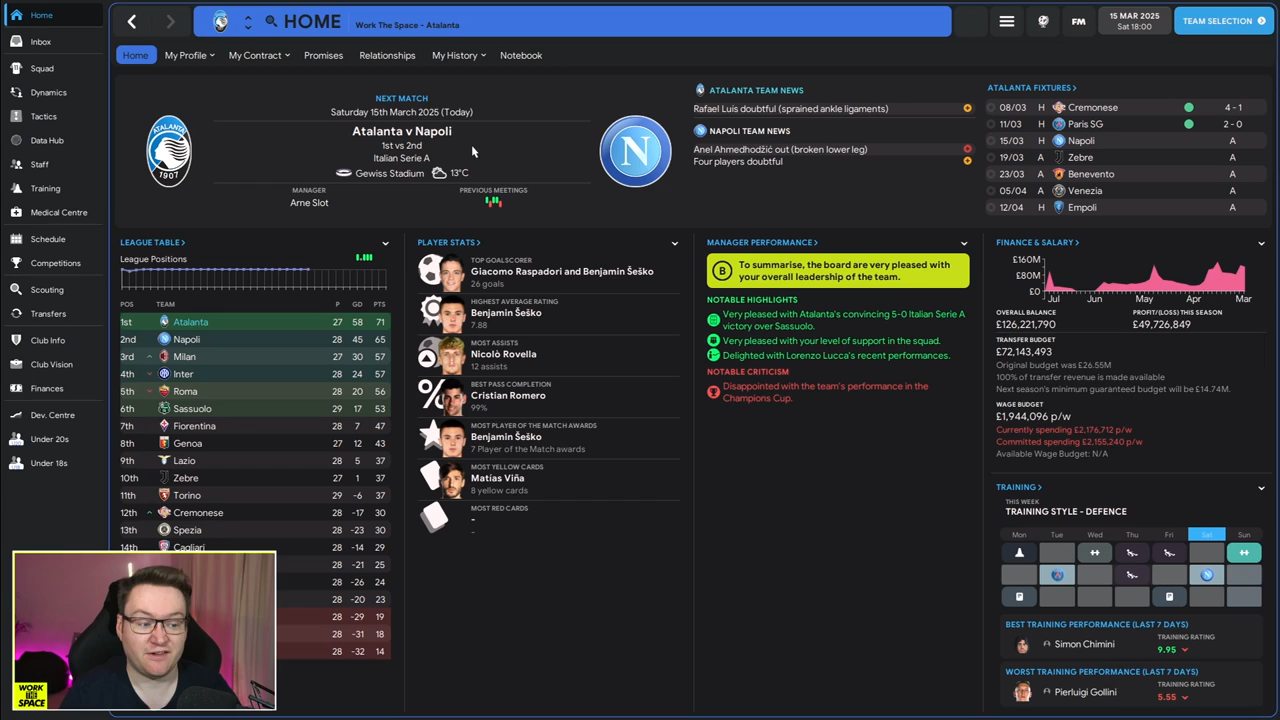 Home
Inbox
Squad
Dynamics
Tactics
Data Hub
Staff
Training
Medical Centre
Schedule
Competitions
Scouting
Transfers
Club Info
Club Vision
Finances
Dev. Centre
Under 20s
Under 18s
HOME
Work The Space - Atalanta
FM
15 MAR 2025
Sat 18:00
TEAM SELECTION
Home
My Profile
My Contract
Promises
Relationships
My History
Notebook
NEXT MATCH
Saturday 15th March 2025 (Today)
Atalanta v Napoli
1st vs 2nd
Italian Serie A
Gewiss Stadium 13°C
MANAGER
Arne Slot
PREVIOUS MEETINGS
ATALANTA
1907
N
ATALANTA TEAM NEWS
Rafael Luís doubtful (sprained ankle ligaments)
NAPOLI TEAM NEWS
Anel Ahmedhodžić out (broken lower leg)
Four players doubtful
ATALANTA FIXTURES
08/03 H Cremonese 4 - 1
11/03 H Paris SG 2 - 0
15/03 H Napoli A
19/03 A Zebre A
23/03 A Benevento A
05/04 A Venezia A
12/04 H Empoli A
LEAGUE TABLE
League Positions
POS TEAM P GD PTS
1st Atalanta 27 58 71
2nd Napoli 28 45 65
3rd Milan 27 30 57
4th Inter 28 24 57
5th Roma 28 20 56
6th Sassuolo 29 17 53
7th Fiorentina 28 7 47
8th Genoa 27 12 43
9th Lazio 28 5 37
10th Zebre 27 1 37
11th Torino 29 -6 37
12th Cremonese 28 -17 30
13th Spezia 28 -23 30
14th Cagliari 28 -14 29
28 -21 25
28 -26 24
28 -20 23
28 -29 19
28 -31 18
28 -32 14
PLAYER STATS
TOP GOALSCORER
Giacomo Raspadori and Benjamin Šeško
26 goals
HIGHEST AVERAGE RATING
Benjamin Šeško
7.88
MOST ASSISTS
Nicolò Rovella
12 assists
BEST PASS COMPLETION
Cristian Romero
99%
MOST PLAYER OF THE MATCH AWARDS
Benjamin Šeško
7 Player of the Match awards
MOST YELLOW CARDS
Matías Viña
8 yellow cards
MOST RED CARDS
-
-
MANAGER PERFORMANCE
B
To summarise, the board are very pleased with
your overall leadership of the team.
NOTABLE HIGHLIGHTS
Very pleased with Atalanta's convincing 5-0 Italian Serie A
victory over Sassuolo.
Very pleased with your level of support in the squad.
Delighted with Lorenzo Lucca's recent performances.
NOTABLE CRITICISM
Disappointed with the team's performance in the
Champions Cup.
FINANCE & SALARY
£160M
£80M
£0
Jul Jun May Apr Mar
OVERALL BALANCE
£126,221,790
PROFIT/(LOSS) THIS SEASON
£49,726,849
TRANSFER BUDGET
£72,143,493
Original budget was £26.55M
100% of transfer revenue is made available
Next season's minimum guaranteed budget will be £14.74M.
WAGE BUDGET
£1,944,096 p/w
Currently spending £2,176,712 p/w
Committed spending £2,155,240 p/w
Available Wage Budget: N/A
TRAINING
THIS WEEK
TRAINING STYLE - DEFENCE
Mon Tue Wed Thu Fri Sat Sun
BEST TRAINING PERFORMANCE (LAST 7 DAYS)
Simon Chimini
TRAINING RATING
9.95
WORST TRAINING PERFORMANCE (LAST 7 DAYS)
Pierluigi Gollini
TRAINING RATING
5.55
WORK
THE
SPACE